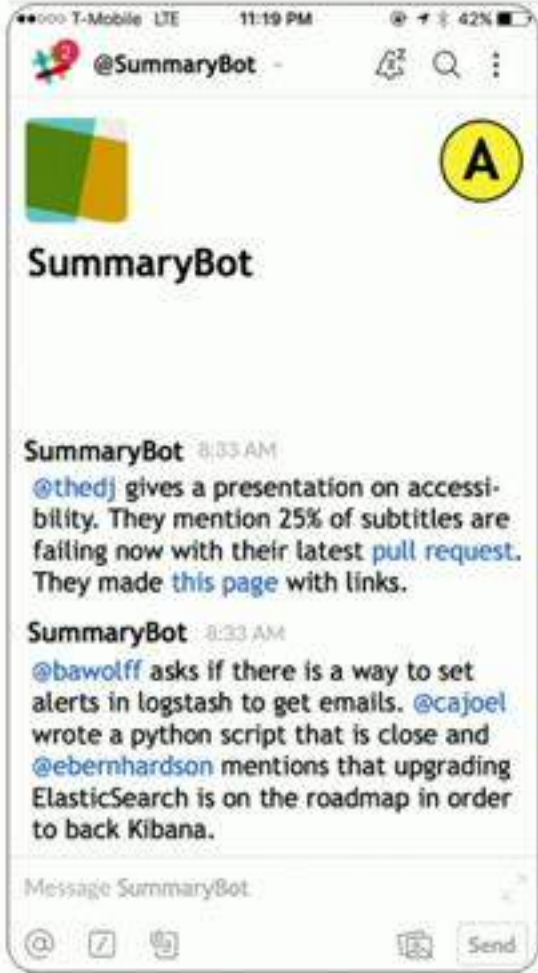 T-Mobile LTE 11:19 PM 42%
2
@SummaryBot
A
SummaryBot
SummaryBot 8:33 AM
@thedj gives a presentation on accessi-
bility. They mention 25% of subtitles are
failing now with their latest pull request.
They made this page with links.
SummaryBot 8:33 AM
@bawolff asks if there is a way to set
alerts in logstash to get emails. @cajoel
wrote a python script that is close and
@ebernhardson mentions that upgrading
ElasticSearch is on the roadmap in order
to back Kibana.
Message SummaryBot
Send